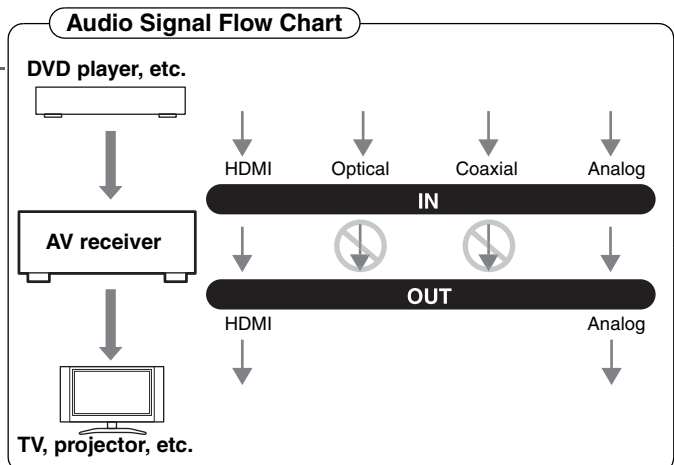 Audio Signal Flow Chart
DVD player, etc.
HDMI Optical Coaxial Analog
IN
AV receiver
OUT
HDMI Analog
TV, projector, etc.